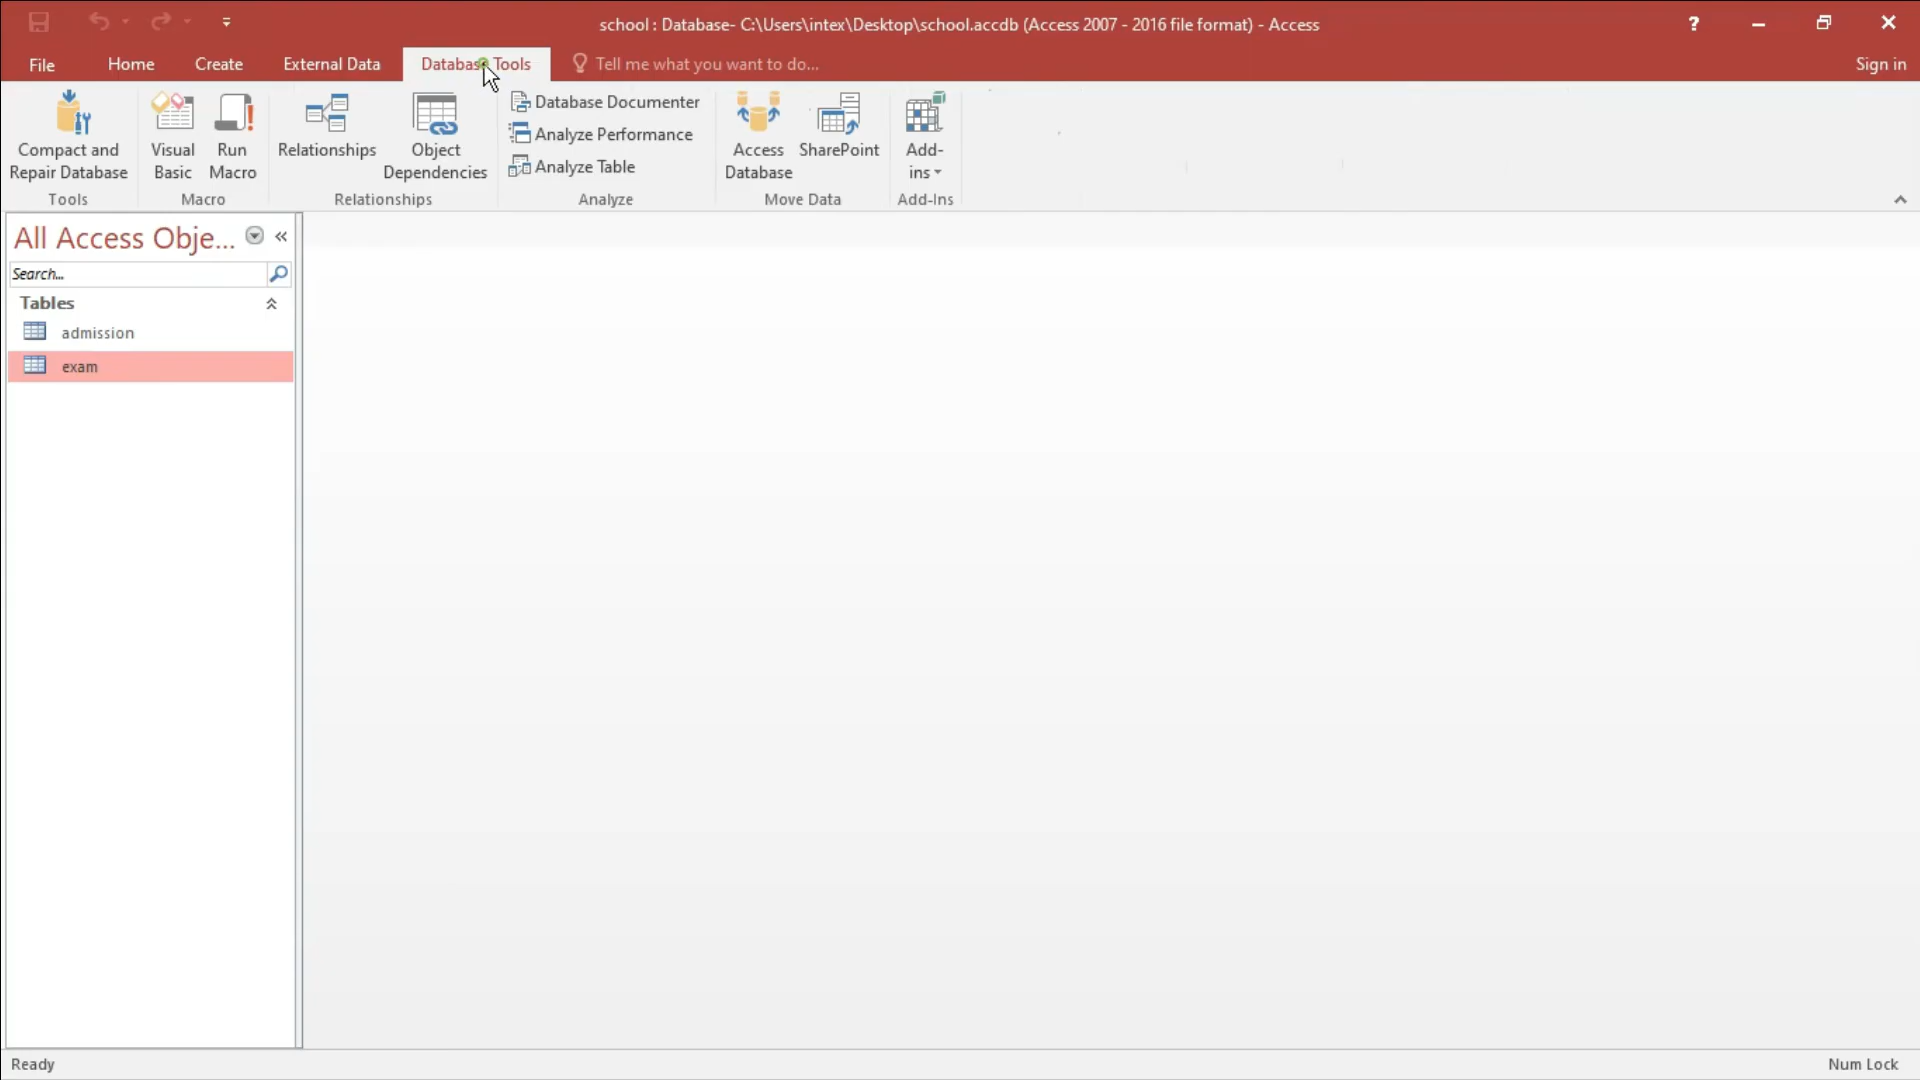 school : Database- C:\Users\intex\Desktop\school.accdb (Access 2007 - 2016 file format) - Access
?
File Home Create External Data Database Tools Tell me what you want to do... Sign in
Compact and
Repair Database
Visual
Basic
Run
Macro
Relationships
Object
Dependencies
Database Documenter
Analyze Performance
Analyze Table
Access
Database
SharePoint
Add-
ins
Tools Macro Relationships Analyze Move Data Add-Ins
All Access Obje...
Search...
Tables
admission
exam
Ready Num Lock